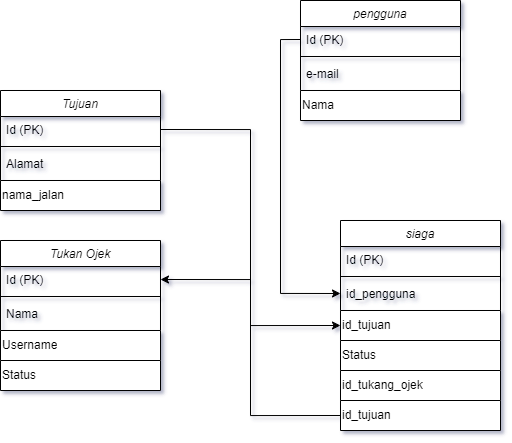 pengguna
Id (PK)
e-mail
Nama
Tujuan
Id (PK)
Alamat
nama_jalan
Tukan Ojek
Id (PK)
Nama
Username
Status
siaga
Id (PK)
id_pengguna
id_tujuan
Status
id_tukang_ojek
id_tujuan